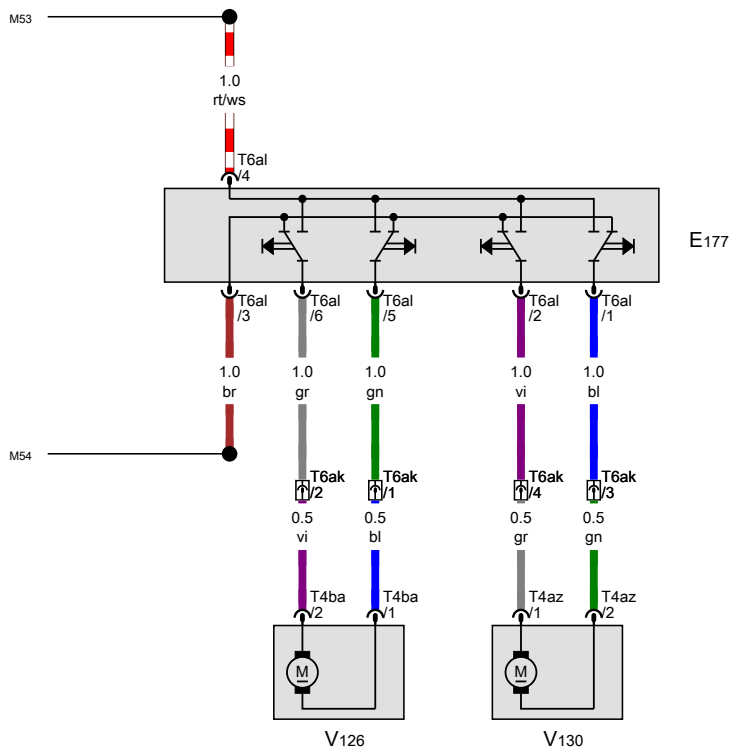 M53
1.0
rt/ws
T6al
/4
E177
T6al
/3
T6al
/6
T6al
/5
T6al
/2
T6al
/1
1.0
br
1.0
gr
1.0
gn
1.0
vi
1.0
bl
M54
T6ak
/2
T6ak
/1
T6ak
/4
T6ak
/3
0.5
vi
0.5
bl
0.5
gr
0.5
gn
T4ba
/2
T4ba
/1
T4az
/1
T4az
/2
M
M
V126
V130